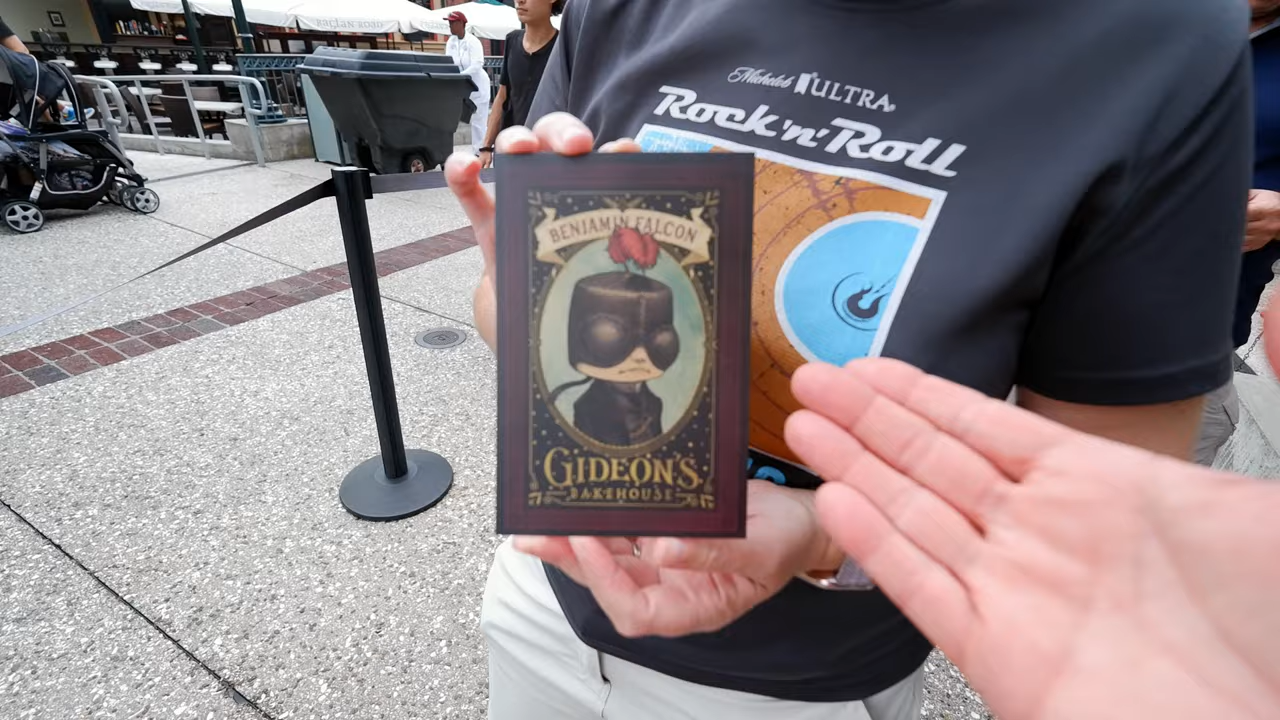 Michelob ULTRA
Rock'n'Roll
BENJAMIN FALCON
GIDEON'S
BAKEHOUSE